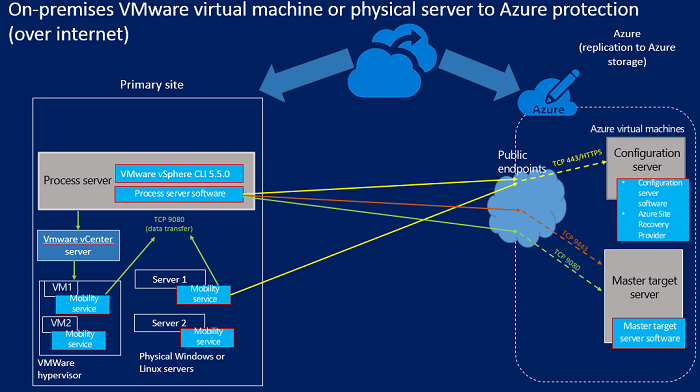 On-premises VMware virtual machine or physical server to Azure protection
(over internet)
Azure
(replication to Azure
storage)
Primary site
Azure
Azure virtual machines
Public
endpoints
TCP 443/HTTPS
Configuration
server
• Configuration
server
software
• Azure Site
Recovery
Provider
Process server
VMware vSphere CLI 5.5.0
Process server software
TCP 9080
(data transfer)
Vmware vCenter
server
TCP 9443
TCP 9080
Master target
server
Master target
server software
VM1
Mobility
service
VM2
Mobility
service
VMWare
hypervisor
Server 1
Mobility
service
Server 2
Mobility
service
Physical Windows or
Linux servers